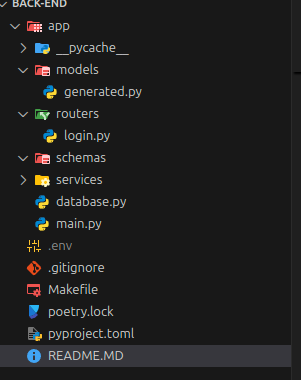 BACK-END
app
__pycache__
models
generated.py
routers
login.py
schemas
services
database.py
main.py
.env
.gitignore
Makefile
poetry.lock
pyproject.toml
README.MD